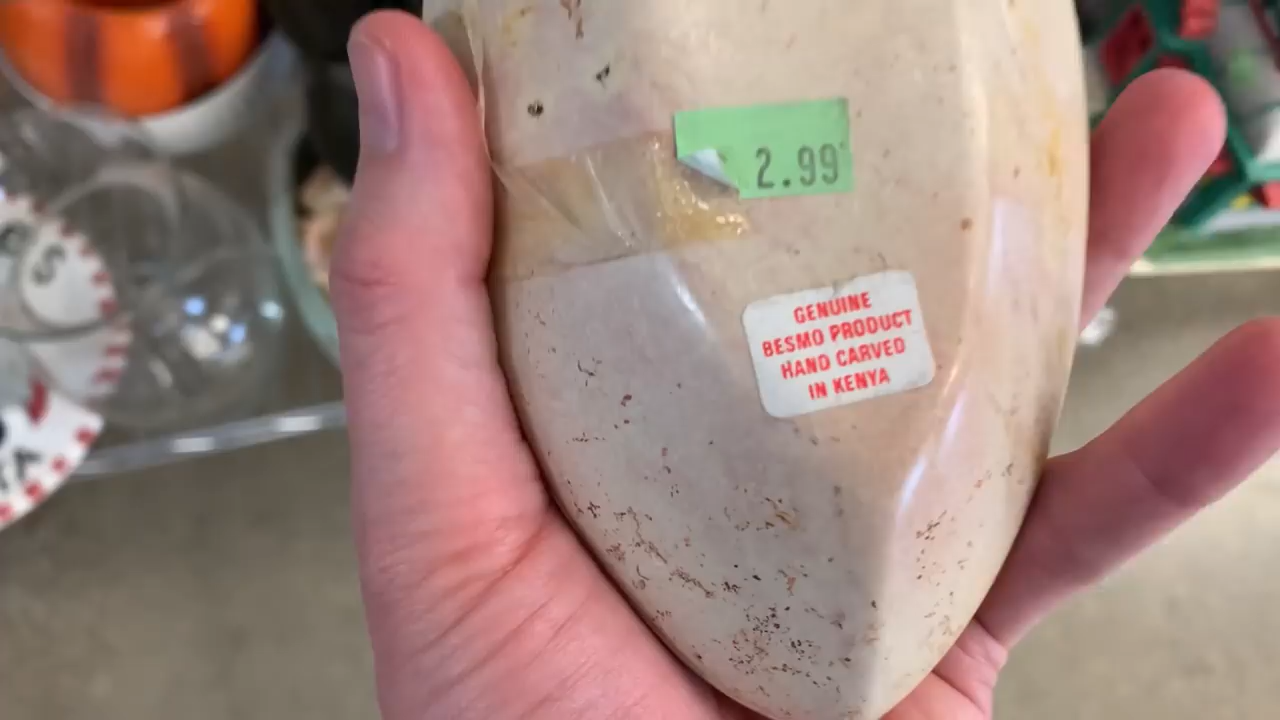 2.99
GENUINE
BESMO PRODUCT
HAND CARVED
IN KENYA